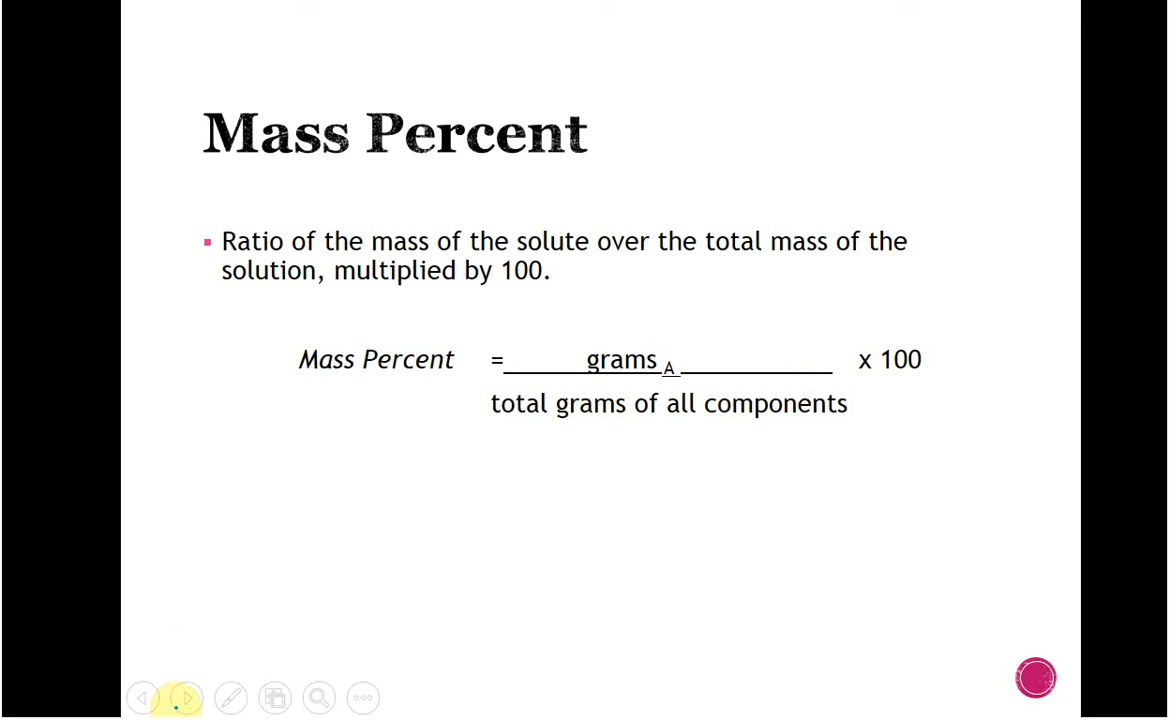 Mass Percent
▪ Ratio of the mass of the solute over the total mass of the
solution, multiplied by 100.
Mass Percent = grams A x 100
total grams of all components